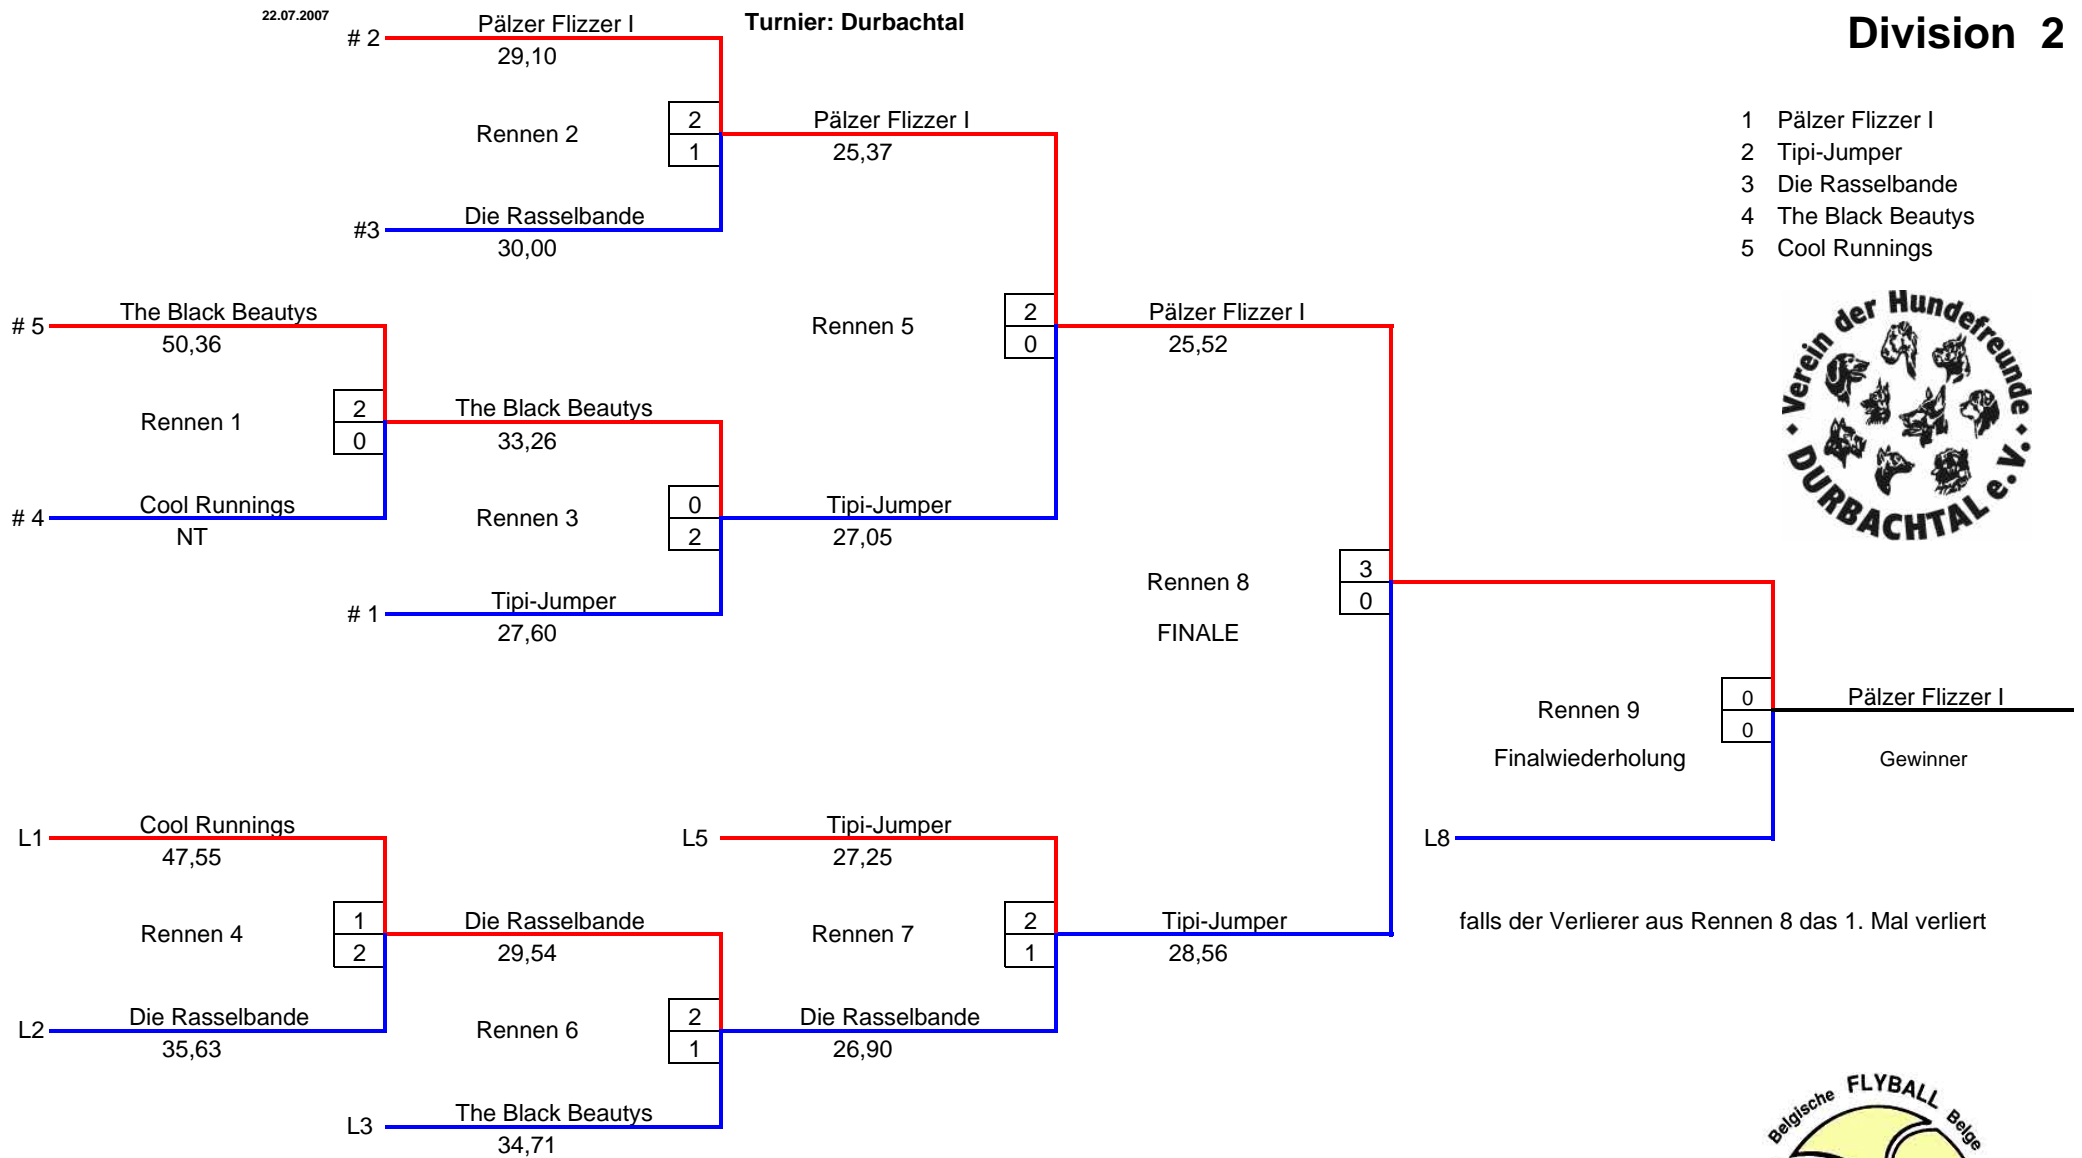 22.07.2007
Turnier: Durbachtal
Division 2
# 2
Pälzer Flizzer I
29,10
Rennen 2
2
1
Pälzer Flizzer I
25,37
#3
Die Rasselbande
30,00
1 Pälzer Flizzer I
2 Tipi-Jumper
3 Die Rasselbande
4 The Black Beautys
5 Cool Runnings
Verein der Hundefreunde
DURBACHTAL e.V.
# 5
The Black Beautys
50,36
Rennen 1
2
0
# 4
Cool Runnings
NT
The Black Beautys
33,26
Rennen 3
0
2
# 1
Tipi-Jumper
27,60
Rennen 5
2
0
Tipi-Jumper
27,05
Pälzer Flizzer I
25,52
Rennen 8
3
0
FINALE
Rennen 9
0
0
Finalwiederholung
Pälzer Flizzer I
Gewinner
L1
Cool Runnings
47,55
Rennen 4
1
2
L2
Die Rasselbande
35,63
Die Rasselbande
29,54
Rennen 6
2
1
L3
The Black Beautys
34,71
L5
Tipi-Jumper
27,25
Rennen 7
2
1
Die Rasselbande
26,90
Tipi-Jumper
28,56
L8
falls der Verlierer aus Rennen 8 das 1. Mal verliert
Belgische FLYBALL Belge